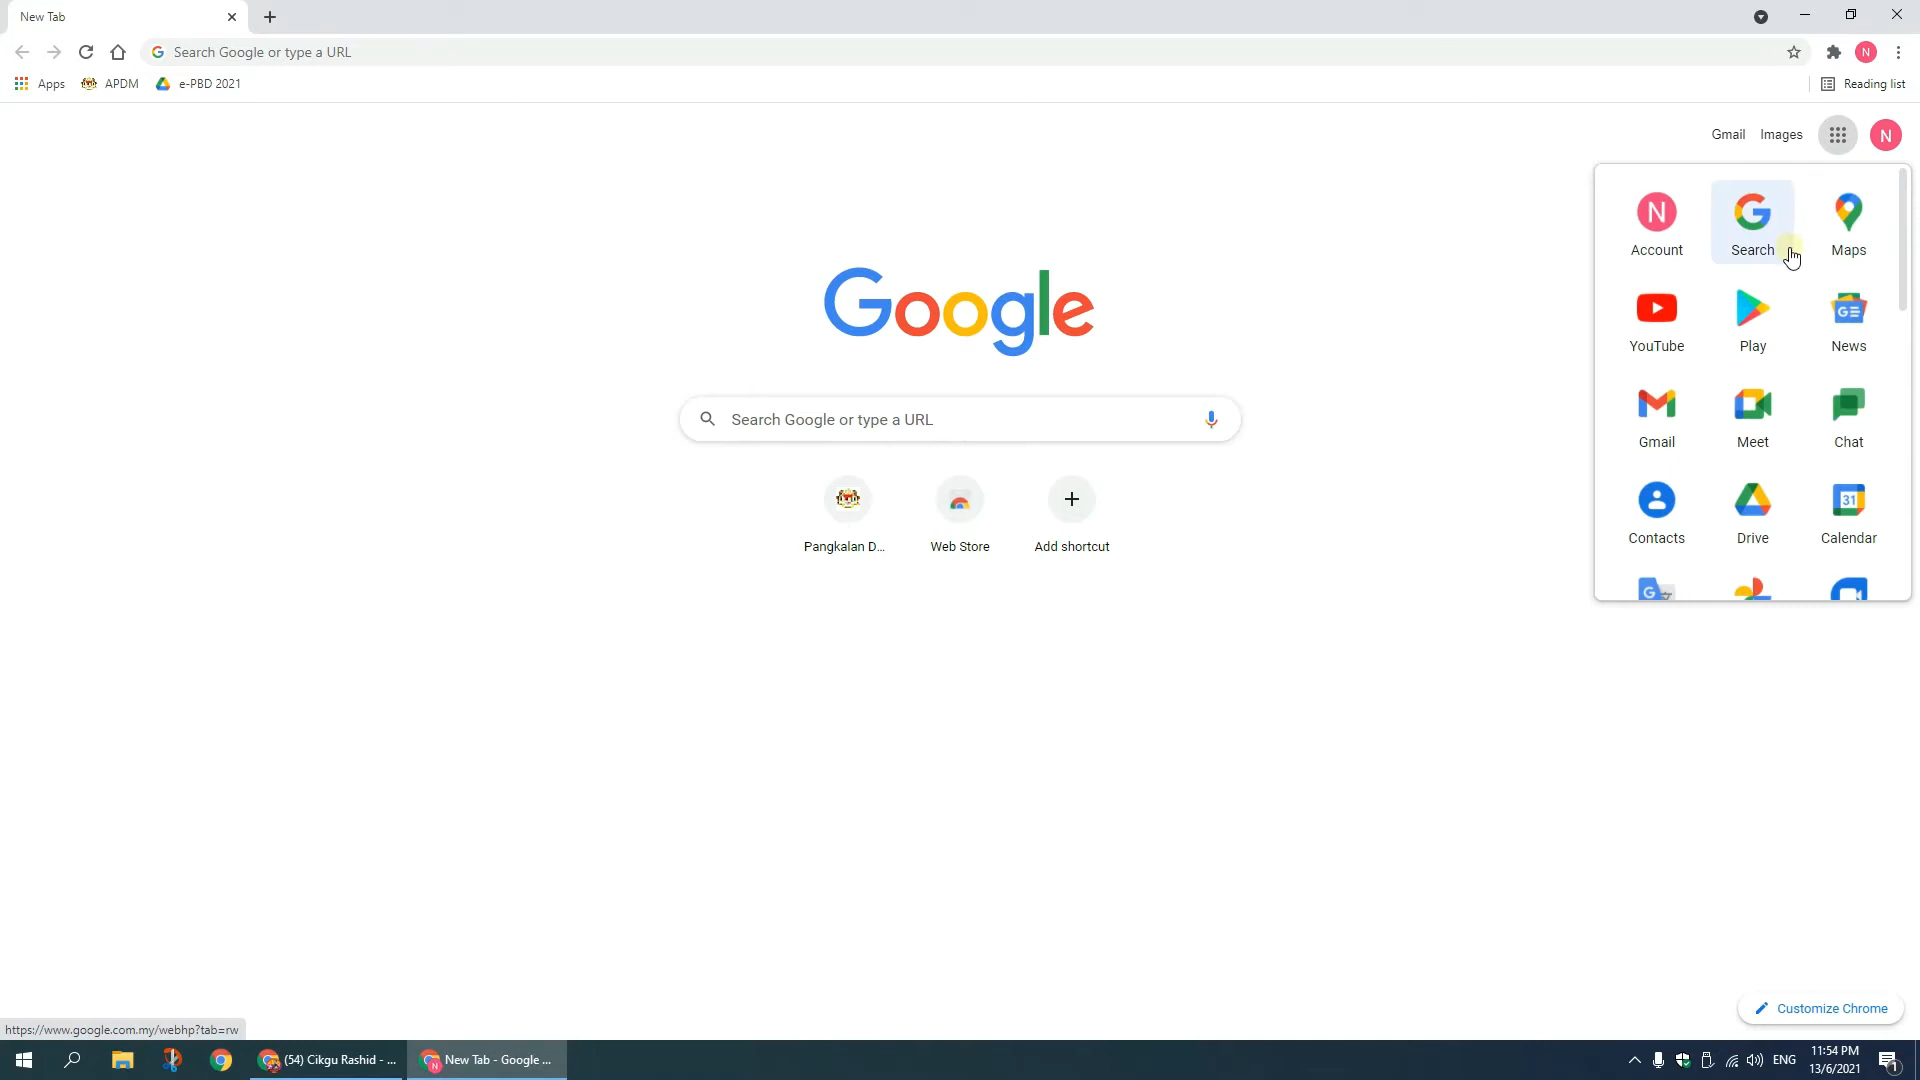 New Tab
Search Google or type a URL
Apps
APDM
e-PBD 2021
Reading list
Gmail
Images
N
N
N
Account
Search
Maps
YouTube
Play
GE
News
Gmail
Meet
Chat
Contacts
Drive
31
Calendar
G
Google
Search Google or type a URL
Pangkalan D...
Web Store
Add shortcut
Customize Chrome
https://www.google.com.my/webhp?tab=rw
(54) Cikgu Rashid - ...
N
New Tab - Google ...
ENG
11:54 PM
13/6/2021
1